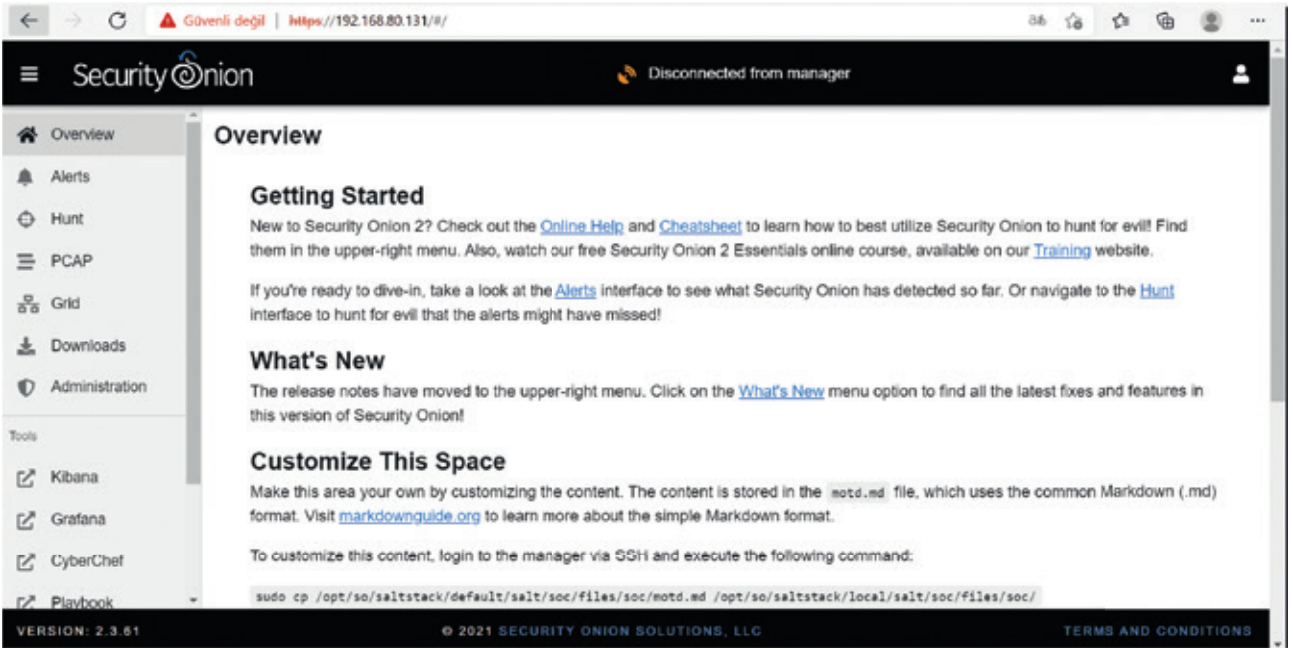 Güvenli değil | https://192.168.80.131/#/
Security Onion
Disconnected from manager
Overview
Alerts
Hunt
PCAP
Grid
Downloads
Administration
Tools
Kibana
Grafana
CyberChef
Playbook
Overview
Getting Started
New to Security Onion 2? Check out the Online Help and Cheatsheet to learn how to best utilize Security Onion to hunt for evil! Find
them in the upper-right menu. Also, watch our free Security Onion 2 Essentials online course, available on our Training website.
If you're ready to dive-in, take a look at the Alerts interface to see what Security Onion has detected so far. Or navigate to the Hunt
interface to hunt for evil that the alerts might have missed!
What's New
The release notes have moved to the upper-right menu. Click on the What's New menu option to find all the latest fixes and features in
this version of Security Onion!
Customize This Space
Make this area your own by customizing the content. The content is stored in the motd.md file, which uses the common Markdown (.md)
format. Visit markdownguide.org to learn more about the simple Markdown format.
To customize this content, login to the manager via SSH and execute the following command:
sudo cp /opt/so/saltstack/default/salt/soc/files/soc/motd.md /opt/so/saltstack/local/salt/soc/files/soc/
VERSION: 2.3.61
© 2021 SECURITY ONION SOLUTIONS, LLC
TERMS AND CONDITIONS